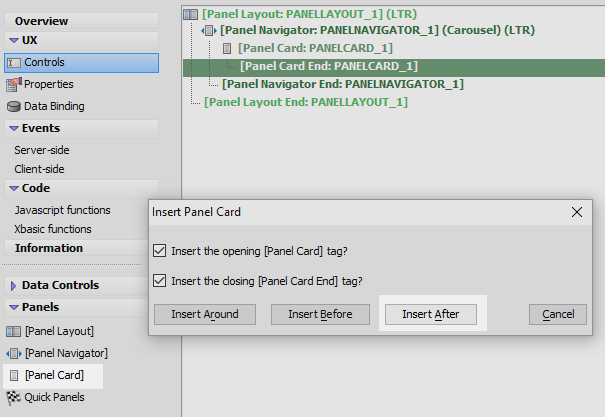 Overview
UX
Controls
Properties
Data Binding
Events
Server-side
Client-side
Code
Javascript functions
Xbasic functions
Information
Data Controls
Panels
[Panel Layout]
[Panel Navigator]
[Panel Card]
Quick Panels
[Panel Layout: PANELLAYOUT_1] (LTR)
[Panel Navigator: PANELNAVIGATOR_1] (Carousel) (LTR)
[Panel Card: PANELCARD_1]
[Panel Card End: PANELCARD_1]
[Panel Navigator End: PANELNAVIGATOR_1]
[Panel Layout End: PANELLAYOUT_1]
Insert Panel Card
Insert the opening [Panel Card] tag?
Insert the closing [Panel Card End] tag?
Insert Around Insert Before Insert After Cancel